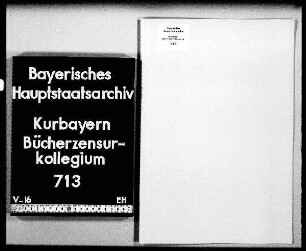 Bayerisches
Hauptstaatsarchiv
Kurbayern
Bücherzensur-
kollegium
713
V-16 EH